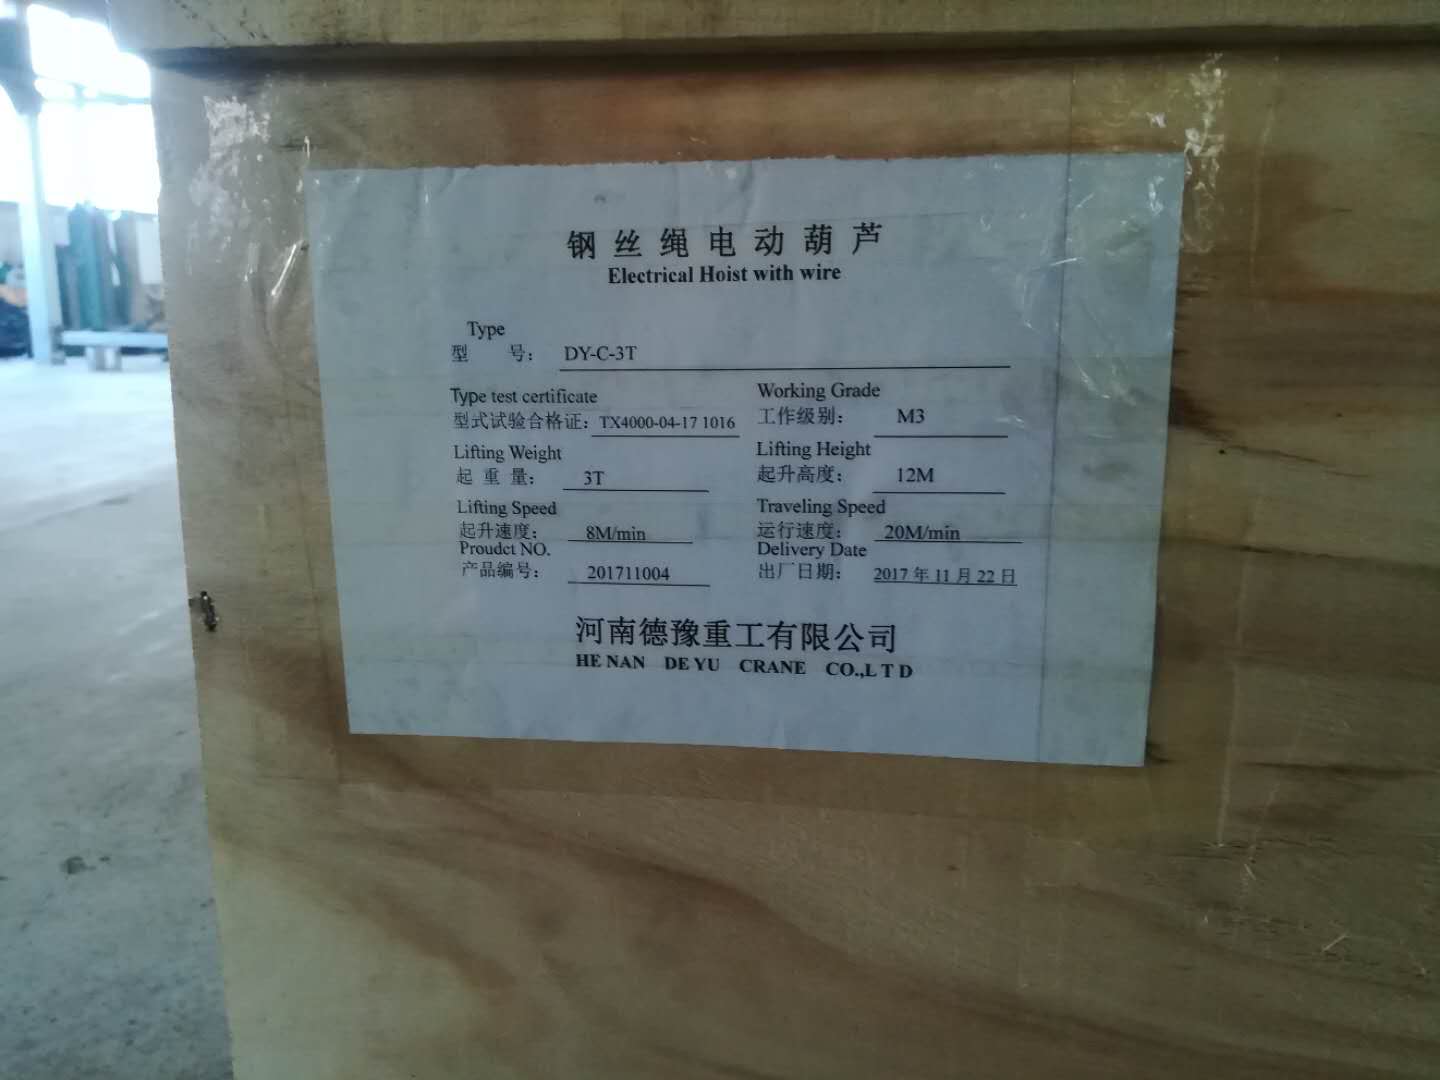 钢丝绳电动葫芦
Electrical Hoist with wire
Type
型 号： DY-C-3T
Type test certificate Working Grade
型式试验合格证：TX4000-04-17 1016 工作级别： M3
Lifting Weight Lifting Height
起重量： 3T 起升高度： 12M
Lifting Speed Traveling Speed
起升速度： 8M/min 运行速度： 20M/min
Proudct NO. Delivery Date
产品编号： 201711004 出厂日期： 2017 年 11 月 22 日
河南德豫重工有限公司
HE NAN DE YU CRANE CO.,L T D